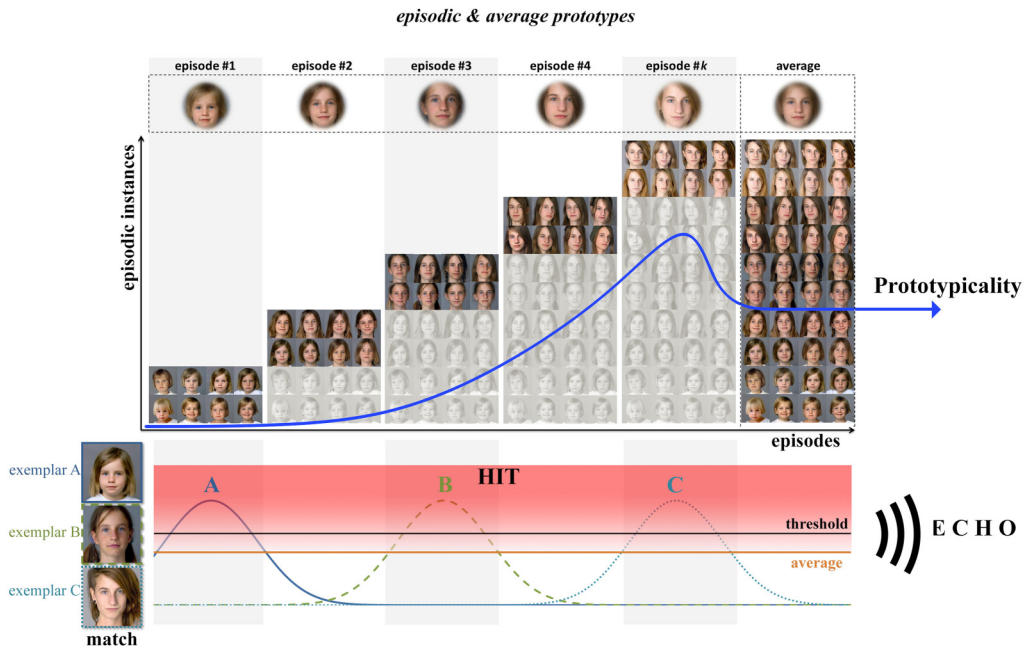 episodic & average prototypes
episode #1
episode #2
episode #3
episode #4
episode #k
average
episodic instances
Prototypicality
episodes
exemplar A
HIT
A
B
C
exemplar B
threshold
E C H O
average
exemplar C
match